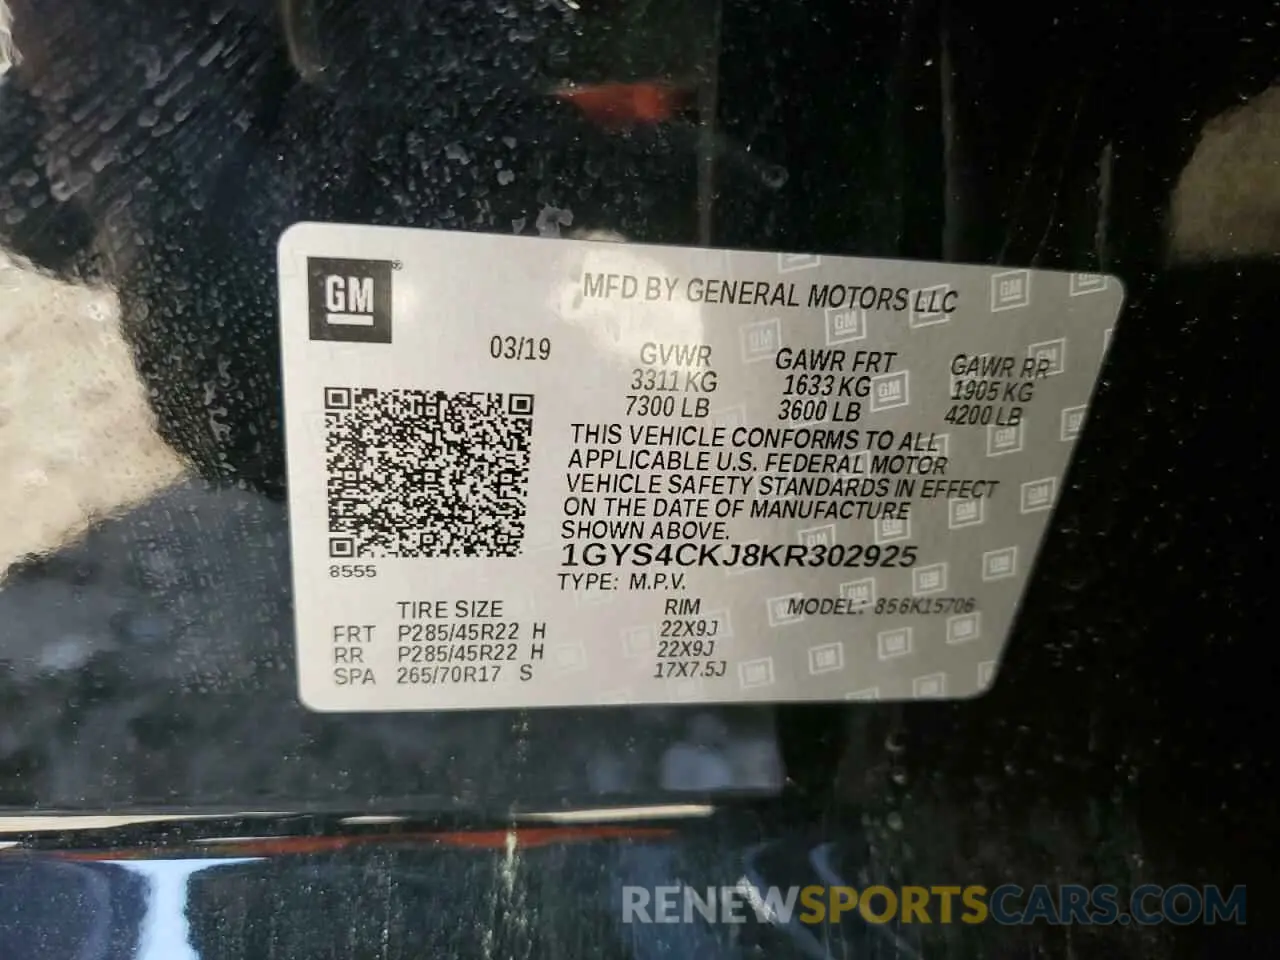 GM®
MFD BY GENERAL MOTORS LLC
03/19
GVWR GAWR FRT GAWR RR
3311 KG 1633 KG 1905 KG
7300 LB 3600 LB 4200 LB
THIS VEHICLE CONFORMS TO ALL
APPLICABLE U.S. FEDERAL MOTOR
VEHICLE SAFETY STANDARDS IN EFFECT
ON THE DATE OF MANUFACTURE
SHOWN ABOVE.
1GYS4CKJ8KR302925
8555
TYPE: M.P.V.
TIRE SIZE RIM MODEL: 856K15706
FRT P285/45R22 H 22X9J
RR P285/45R22 H 22X9J
SPA 265/70R17 S 17X7.5J
RENEWSPORTSCARS.COM